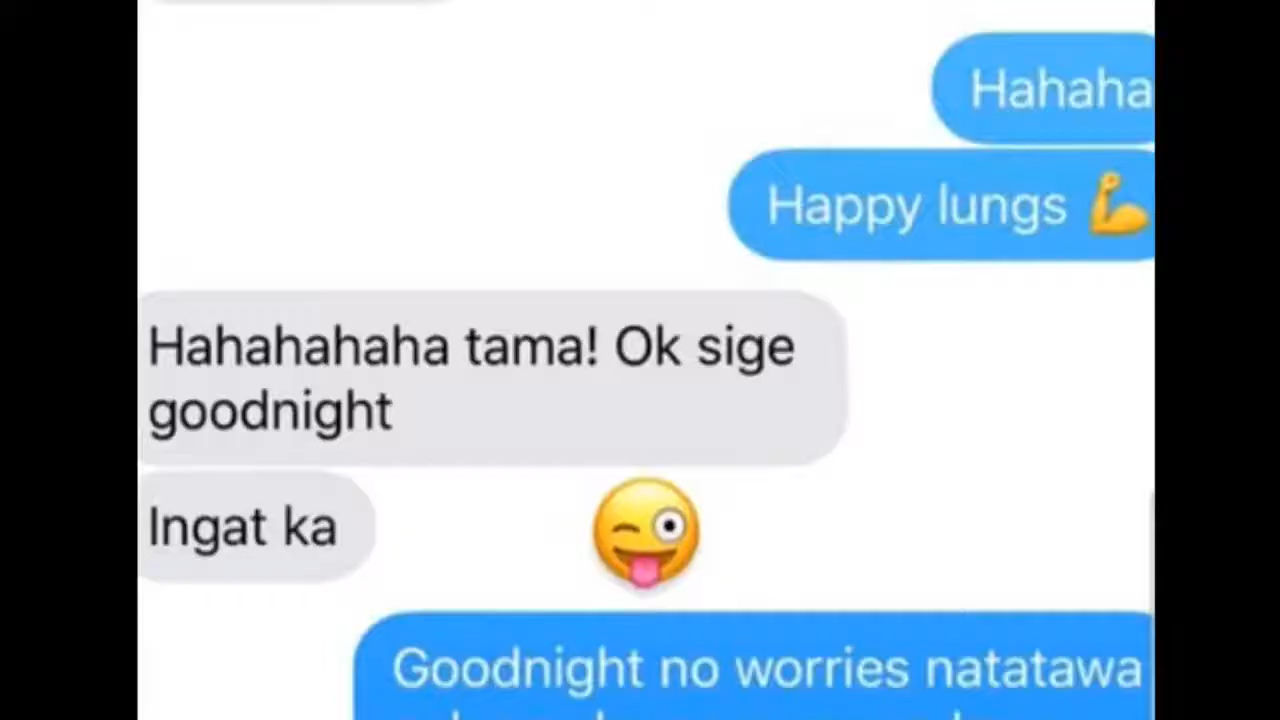 Hahaha
Happy lungs 💪
Hahahahaha tama! Ok sige
goodnight
Ingat ka
Goodnight no worries natatawa